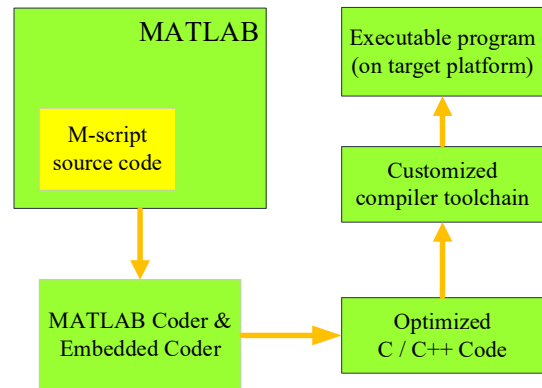 MATLAB
M-script
source code
MATLAB Coder &
Embedded Coder
Optimized
C / C++ Code
Customized
compiler toolchain
Executable program
(on target platform)